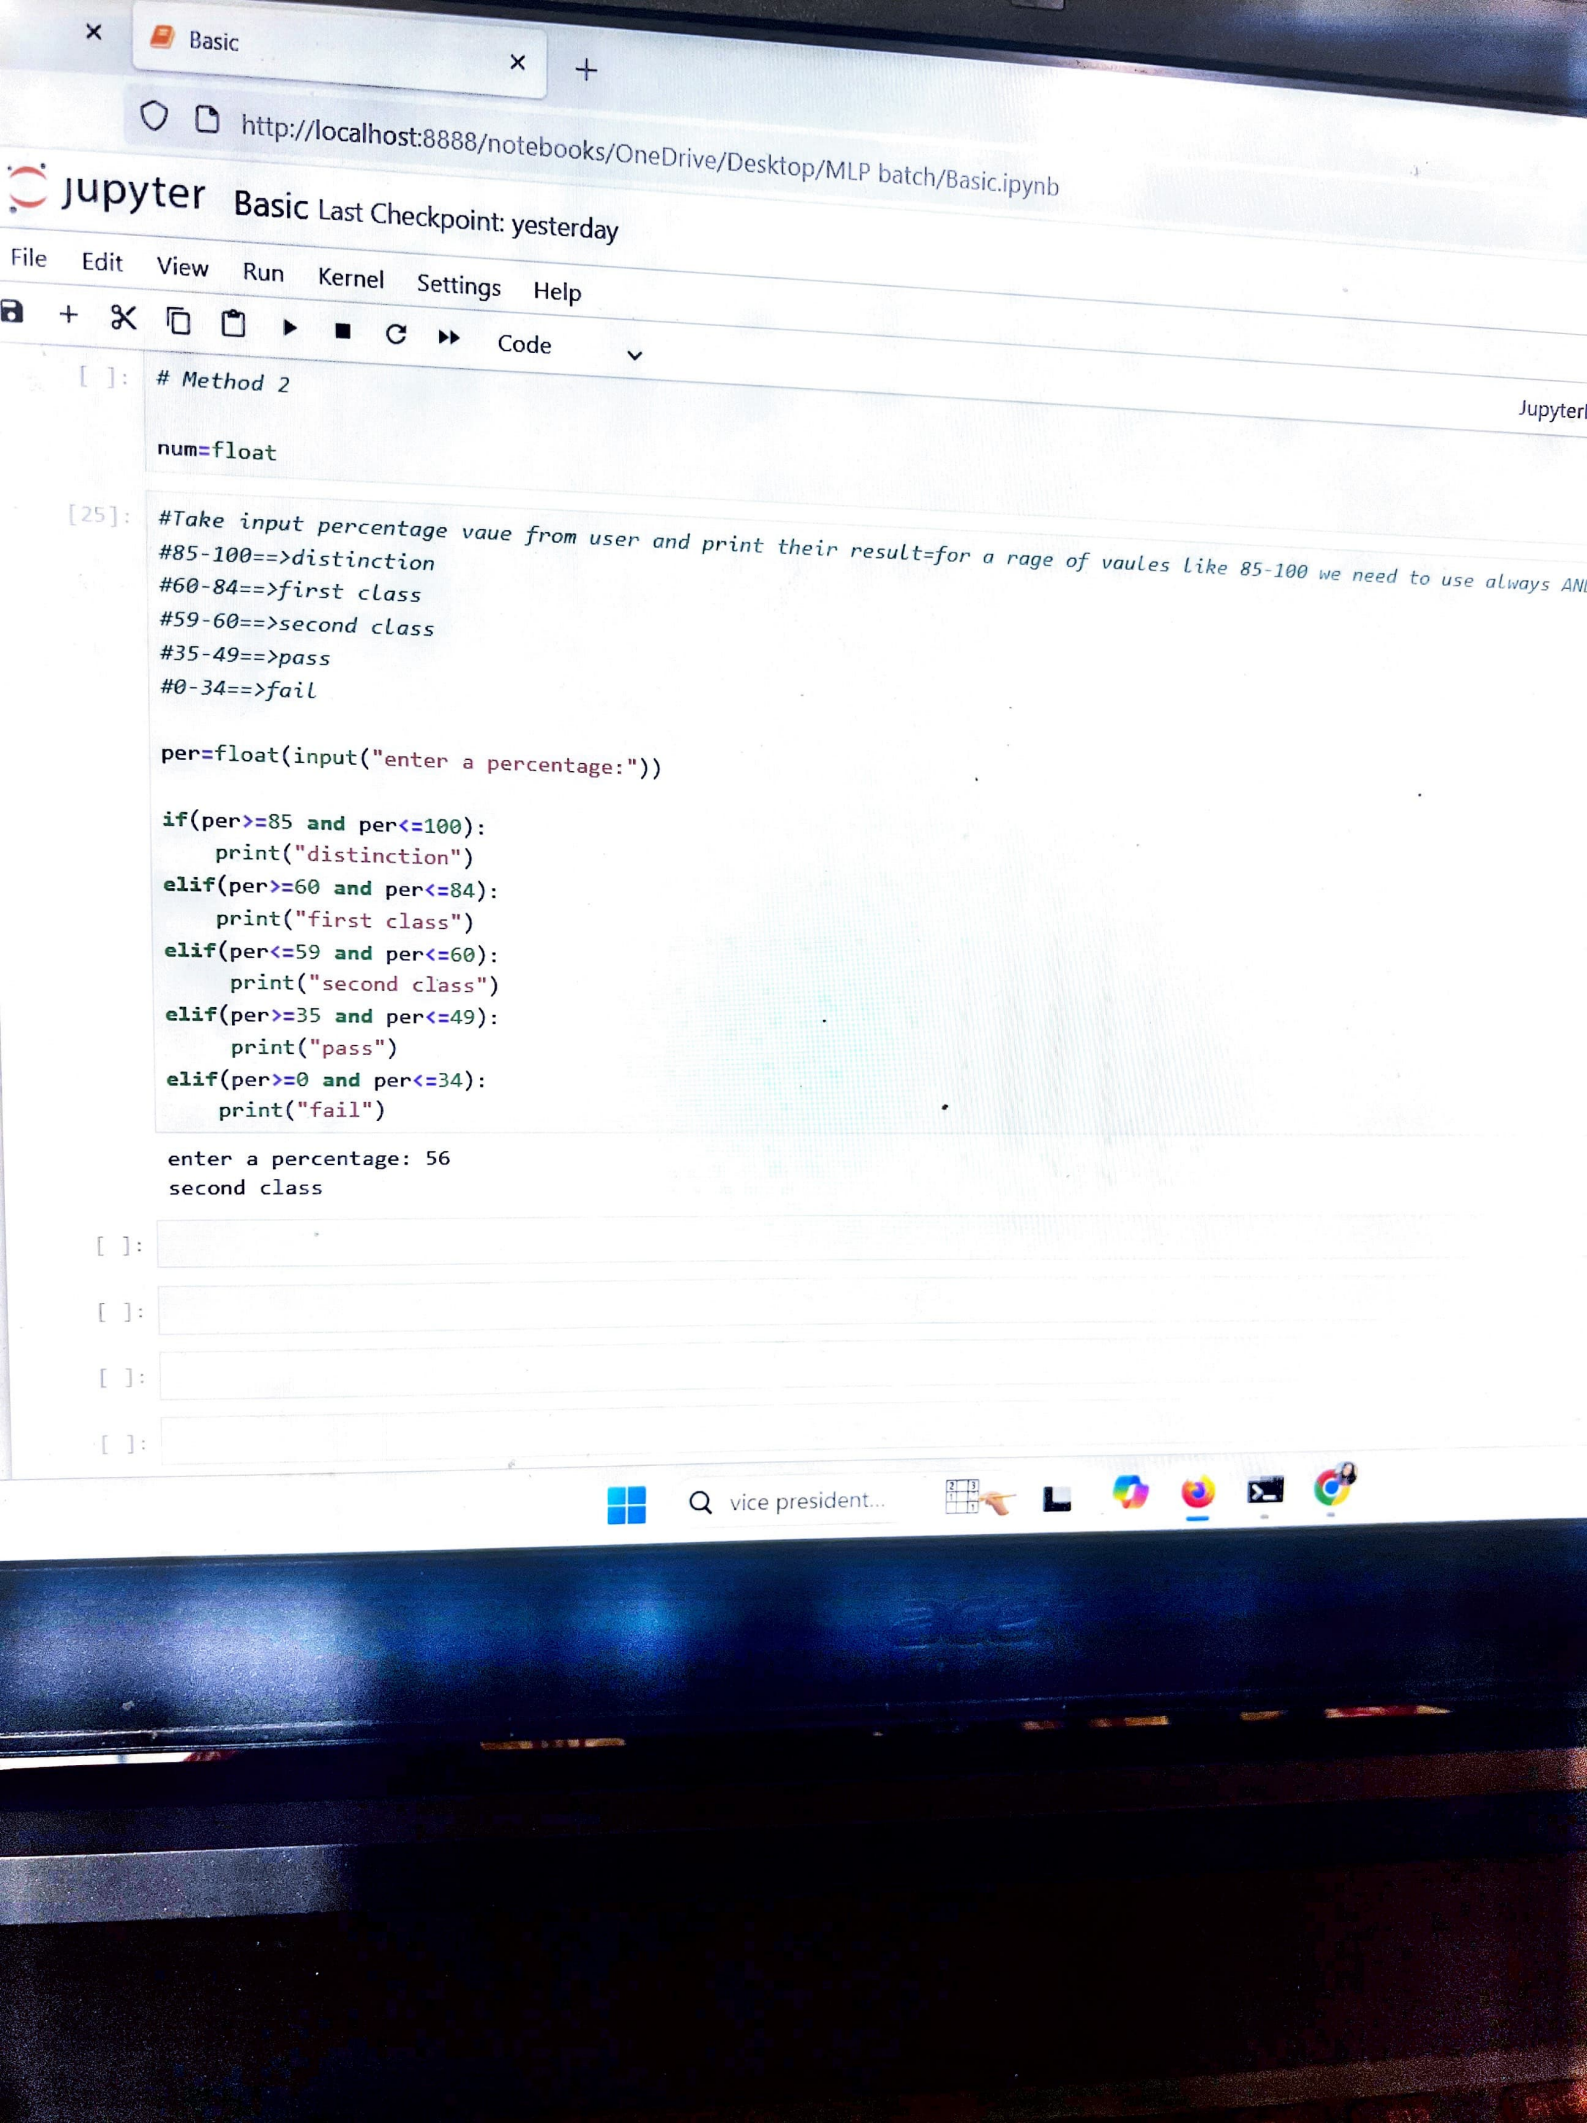 Basic
http://localhost:8888/notebooks/OneDrive/Desktop/MLP batch/Basic.ipynb
jupyter Basic Last Checkpoint: yesterday
File Edit View Run Kernel Settings Help
Code
Jupyter
[ ]: # Method 2
num=float
[25]: #Take input percentage vaue from user and print their result=for a rage of vaules like 85-100 we need to use always AND
#85-100==>distinction
#60-84==>first class
#59-60==>second class
#35-49==>pass
#0-34==>fail
per=float(input("enter a percentage:"))
if(per>=85 and per<=100):
print("distinction")
elif(per>=60 and per<=84):
print("first class")
elif(per<=59 and per<=60):
print("second class")
elif(per>=35 and per<=49):
print("pass")
elif(per>=0 and per<=34):
print("fail")
enter a percentage: 56
second class
[ ]:
[ ]:
[ ]:
[ ]:
vice president...